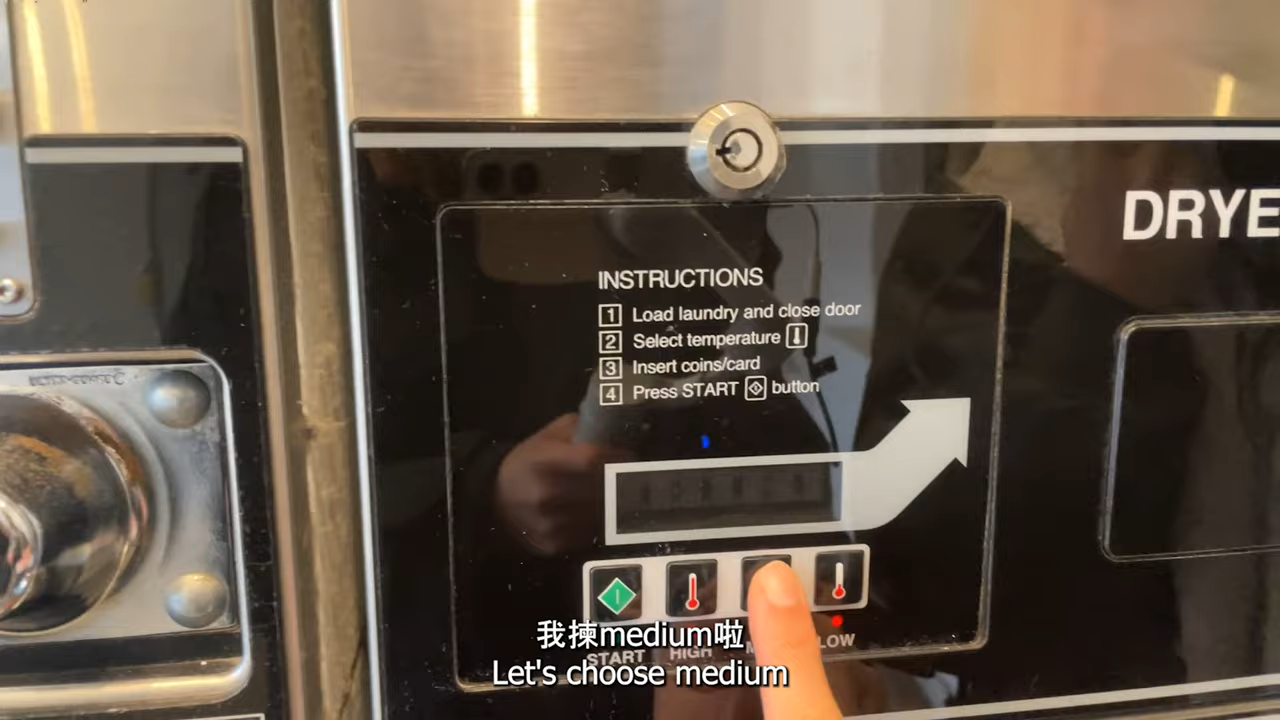 DRYE
INSTRUCTIONS
1 Load laundry and close door
2 Select temperature
3 Insert coins/card
4 Press START button
START HIGH M LOW
我揀medium啦
Let's choose medium